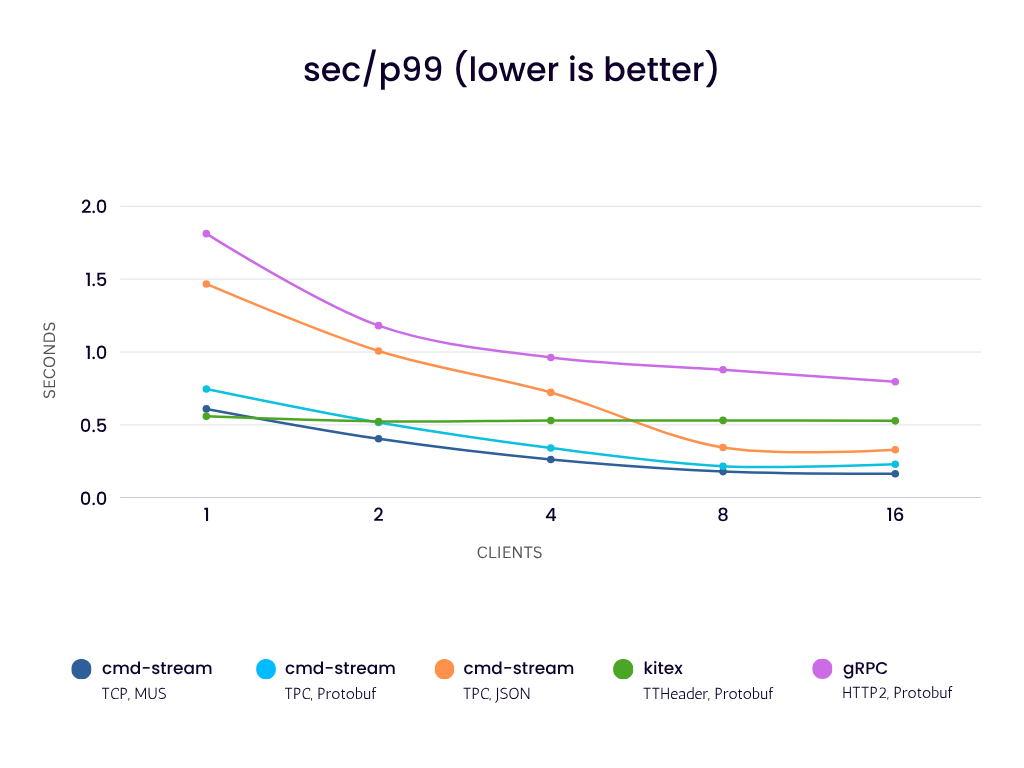 sec/p99 (lower is better)
2.0
1.5
1.0
0.5
0.0
SECONDS
1 2 4 8 16
CLIENTS
cmd-stream cmd-stream cmd-stream kitex gRPC
TCP, MUS TPC, Protobuf TPC, JSON TTHeader, Protobuf HTTP2, Protobuf